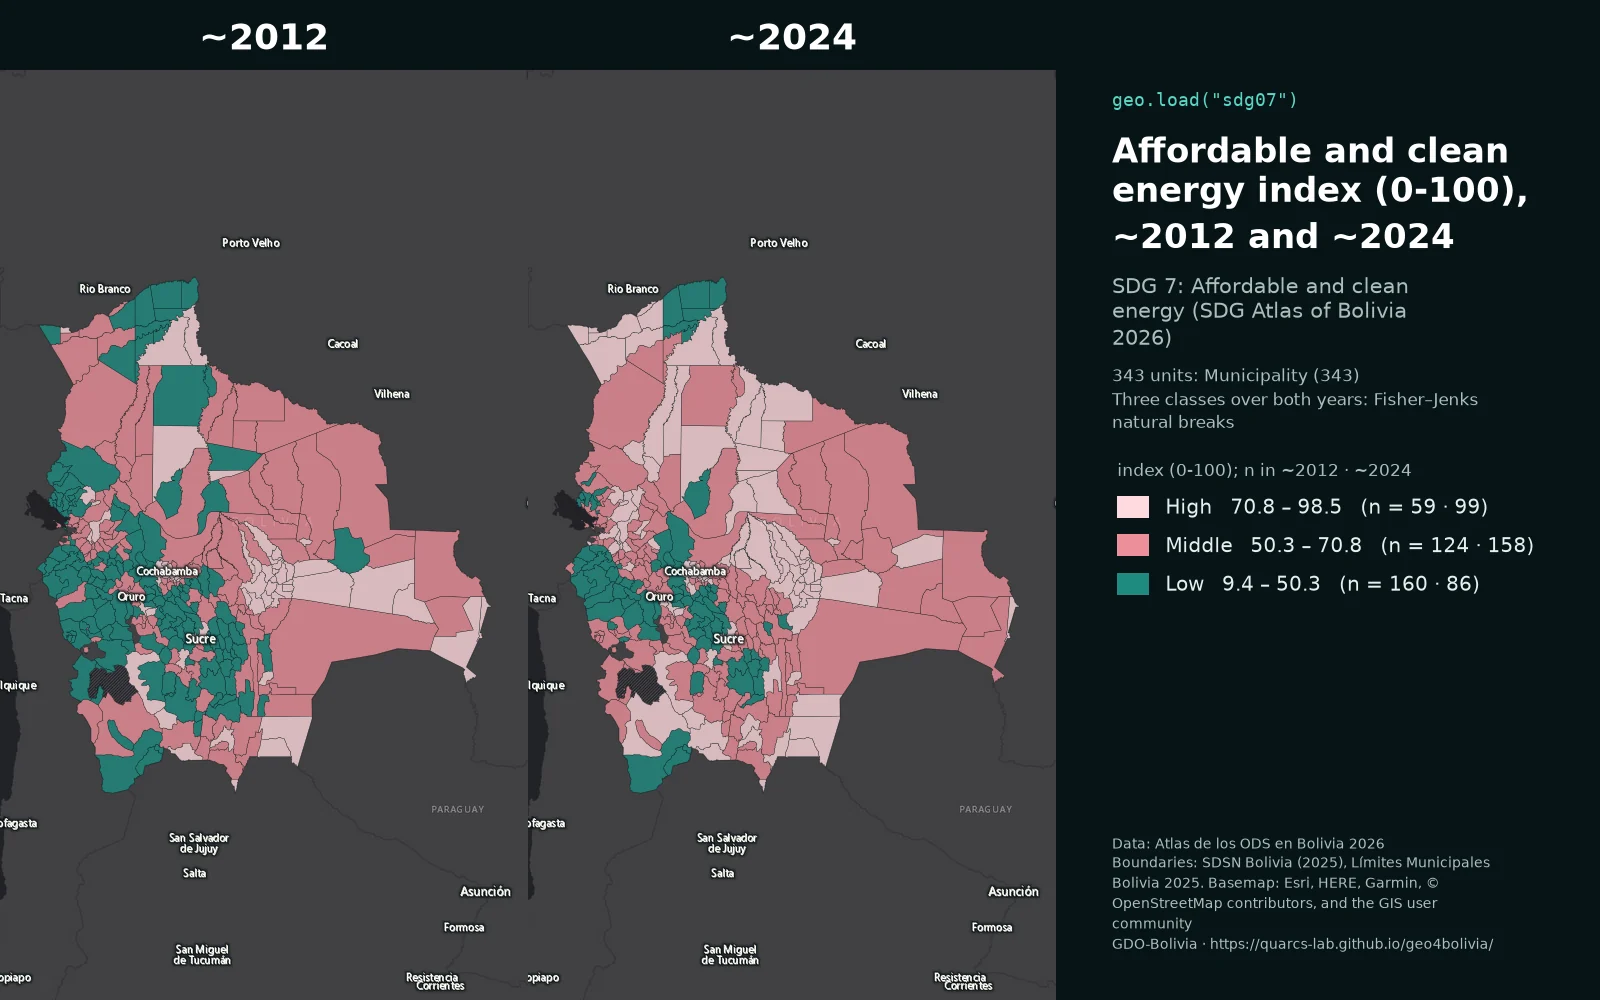 ~2012
~2024
geo.load("sdg07")
Affordable and clean
energy index (0-100),
~2012 and ~2024
SDG 7: Affordable and clean
energy (SDG Atlas of Bolivia
2026)
343 units: Municipality (343)
Three classes over both years: Fisher–Jenks
natural breaks
index (0-100); n in ~2012 · ~2024
High 70.8 – 98.5 (n = 59 · 99)
Middle 50.3 – 70.8 (n = 124 · 158)
Low 9.4 – 50.3 (n = 160 · 86)
Data: Atlas de los ODS en Bolivia 2026
Boundaries: SDSN Bolivia (2025), Límites Municipales
Bolivia 2025. Basemap: Esri, HERE, Garmin, ©
OpenStreetMap contributors, and the GIS user
community
GDO-Bolivia · https://quarcs-lab.github.io/geo4bolivia/
Porto Velho
Rio Branco
Cacoal
Vilhena
Cochabamba
Tacna
Oruro
Sucre
Iquique
PARAGUAY
ofagasta
San Salvador
de Jujuy
Salta
Asunción
Formosa
San Miguel
de Tucumán
opiapo
Resistencia
Corrientes
Porto Velho
Rio Branco
Cacoal
Vilhena
Cochabamba
Tacna
Oruro
Sucre
Iquique
PARAGUAY
ofagasta
San Salvador
de Jujuy
Salta
Asunción
Formosa
San Miguel
de Tucumán
opiapo
Resistencia
Corrientes